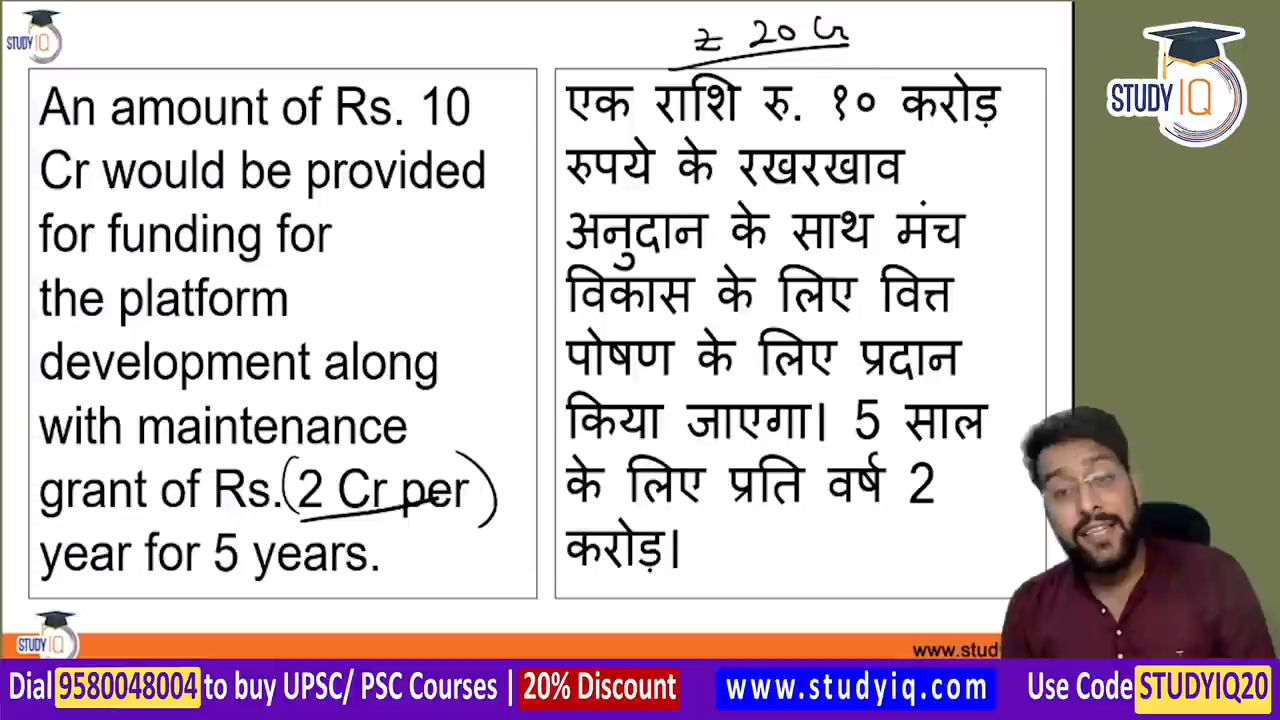 STUDY IQ
z 20 Cr
STUDY IQ
An amount of Rs. 10
Cr would be provided
for funding for
the platform
development along
with maintenance
grant of Rs. (2 Cr per)
year for 5 years.
एक राशि रु. १० करोड़
रुपये के रखरखाव
अनुदान के साथ मंच
विकास के लिए वित्त
पोषण के लिए प्रदान
किया जाएगा। 5 साल
के लिए प्रति वर्ष 2
करोड़।
STUDY IQ
www.stud
Dial 9580048004 to buy UPSC/ PSC Courses | 20% Discount
www.studyiq.com
Use Code STUDYIQ20